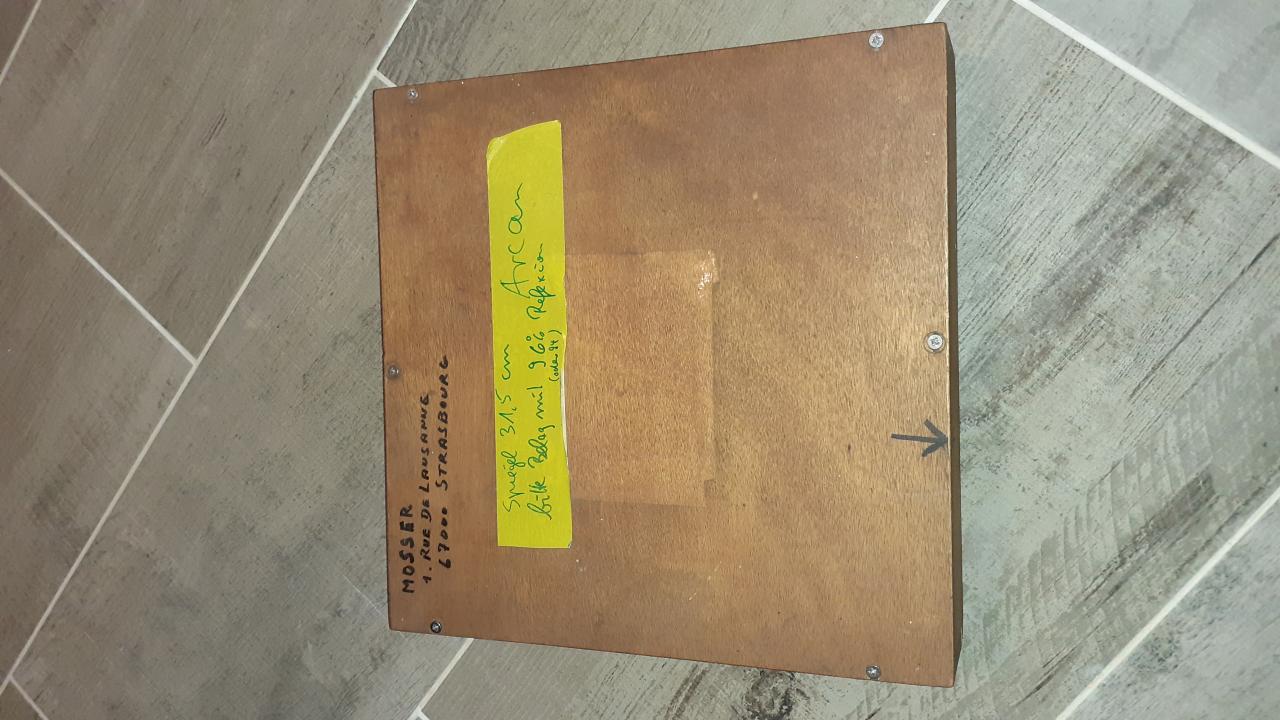 MOSSER
1. RUE DE LAUSANNE
67000 STRASBOURG
Spiegel 31,5 cm Arcan
bitte Belag mit 96% Reflexion
(oder 94)